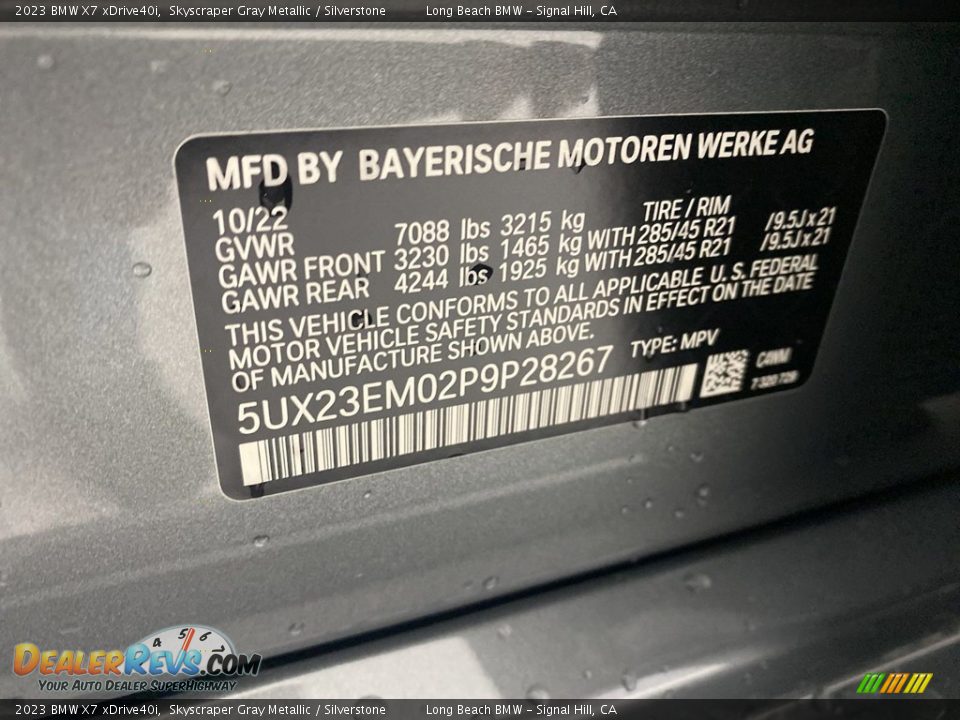 2023 BMW X7 xDrive40i, Skyscraper Gray Metallic / Silverstone Long Beach BMW - Signal Hill, CA
MFD BY BAYERISCHE MOTOREN WERKE AG
10/22 TIRE / RIM
GVWR 7088 lbs 3215 kg
GAWR FRONT 3230 lbs 1465 kg WITH 285/45 R21 /9.5J x 21
GAWR REAR 4244 lbs 1925 kg WITH 285/45 R21 /9.5J x 21
THIS VEHICLE CONFORMS TO ALL APPLICABLE U. S. FEDERAL
MOTOR VEHICLE SAFETY STANDARDS IN EFFECT ON THE DATE
OF MANUFACTURE SHOWN ABOVE.
5UX23EM02P9P28267 TYPE: MPV
C4WM
4 5 6
DEALERREVS.COM
YOUR AUTO DEALER SUPERHIGHWAY
2023 BMW X7 xDrive40i, Skyscraper Gray Metallic / Silverstone Long Beach BMW - Signal Hill, CA